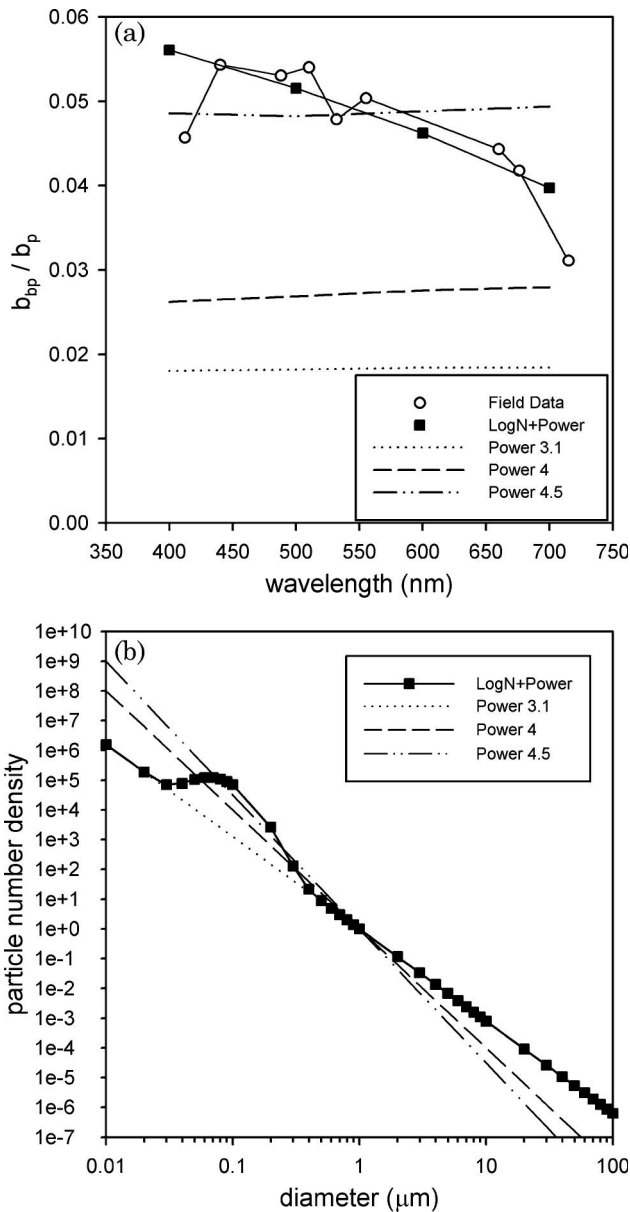 (a)
0.06
0.05
0.04
0.03
0.02
0.01
0.00
b_bp / b_p
Field Data
LogN+Power
Power 3.1
Power 4
Power 4.5
350 400 450 500 550 600 650 700 750
wavelength (nm)
(b)
1e+10
1e+9
1e+8
1e+7
1e+6
1e+5
1e+4
1e+3
1e+2
1e+1
1e+0
1e-1
1e-2
1e-3
1e-4
1e-5
1e-6
1e-7
particle number density
LogN+Power
Power 3.1
Power 4
Power 4.5
0.01 0.1 1 10 100
diameter (μm)